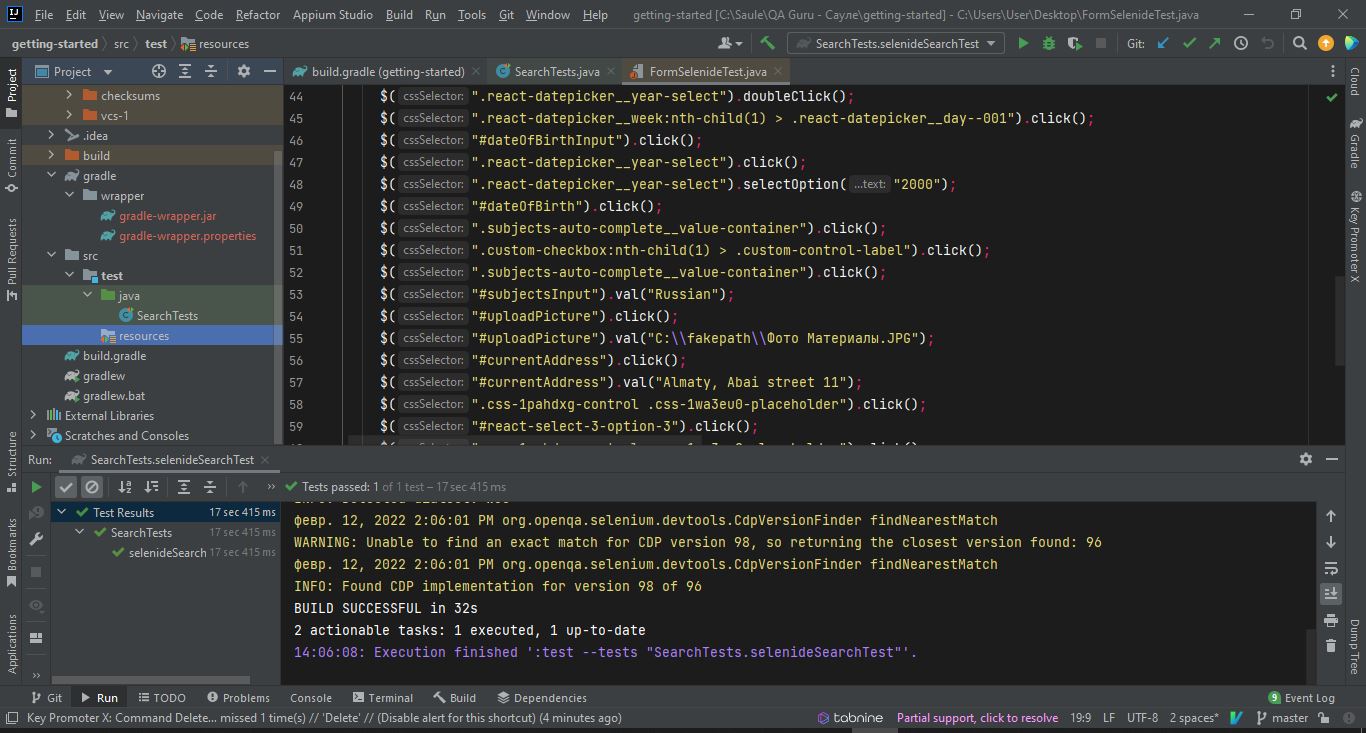 File Edit View Navigate Code Refactor Appium Studio Build Run Tools Git Window Help getting-started [C:\Saule\QA Guru - Сауле\getting-started] - C:\Users\User\Desktop\FormSelenideTest.java
getting-started src test resources SearchTests.selenideSearchTest Git:
Project build.gradle (getting-started) SearchTests.java FormSelenideTest.java
checksums
vcs-1
.idea
build
gradle
wrapper
gradle-wrapper.jar
gradle-wrapper.properties
src
test
java
SearchTests
resources
build.gradle
gradlew
gradlew.bat
External Libraries
Scratches and Consoles
44 $( cssSelector: ".react-datepicker__year-select").doubleClick();
45 $( cssSelector: ".react-datepicker__week:nth-child(1) > .react-datepicker__day--001").click();
46 $( cssSelector: "#dateOfBirthInput").click();
47 $( cssSelector: ".react-datepicker__year-select").click();
48 $( cssSelector: ".react-datepicker__year-select").selectOption( ...text: "2000");
49 $( cssSelector: "#dateOfBirth").click();
50 $( cssSelector: ".subjects-auto-complete__value-container").click();
51 $( cssSelector: ".custom-checkbox:nth-child(1) > .custom-control-label").click();
52 $( cssSelector: ".subjects-auto-complete__value-container").click();
53 $( cssSelector: "#subjectsInput").val("Russian");
54 $( cssSelector: "#uploadPicture").click();
55 $( cssSelector: "#uploadPicture").val("C:\\fakepath\\Фото Материалы.JPG");
56 $( cssSelector: "#currentAddress").click();
57 $( cssSelector: "#currentAddress").val("Almaty, Abai street 11");
58 $( cssSelector: ".css-1pahdxg-control .css-1wa3eu0-placeholder").click();
59 $( cssSelector: "#react-select-3-option-3").click();
Project
Commit
Pull Requests
Structure
Bookmarks
Applications
Cloud
Gradle
Key Promoter X
Dump Tree
Run: SearchTests.selenideSearchTest
Tests passed: 1 of 1 test – 17 sec 415 ms
Test Results 17 sec 415 ms
SearchTests 17 sec 415 ms
selenideSearch 17 sec 415 ms
февр. 12, 2022 2:06:01 PM org.openqa.selenium.devtools.CdpVersionFinder findNearestMatch
WARNING: Unable to find an exact match for CDP version 98, so returning the closest version found: 96
февр. 12, 2022 2:06:01 PM org.openqa.selenium.devtools.CdpVersionFinder findNearestMatch
INFO: Found CDP implementation for version 98 of 96
BUILD SUCCESSFUL in 32s
2 actionable tasks: 1 executed, 1 up-to-date
14:06:08: Execution finished ':test --tests "SearchTests.selenideSearchTest"'.
Git Run TODO Problems Console Terminal Build Dependencies 9 Event Log
Key Promoter X: Command Delete... missed 1 time(s) // 'Delete' // (Disable alert for this shortcut) (4 minutes ago) tabnine Partial support, click to resolve 19:9 LF UTF-8 2 spaces* master